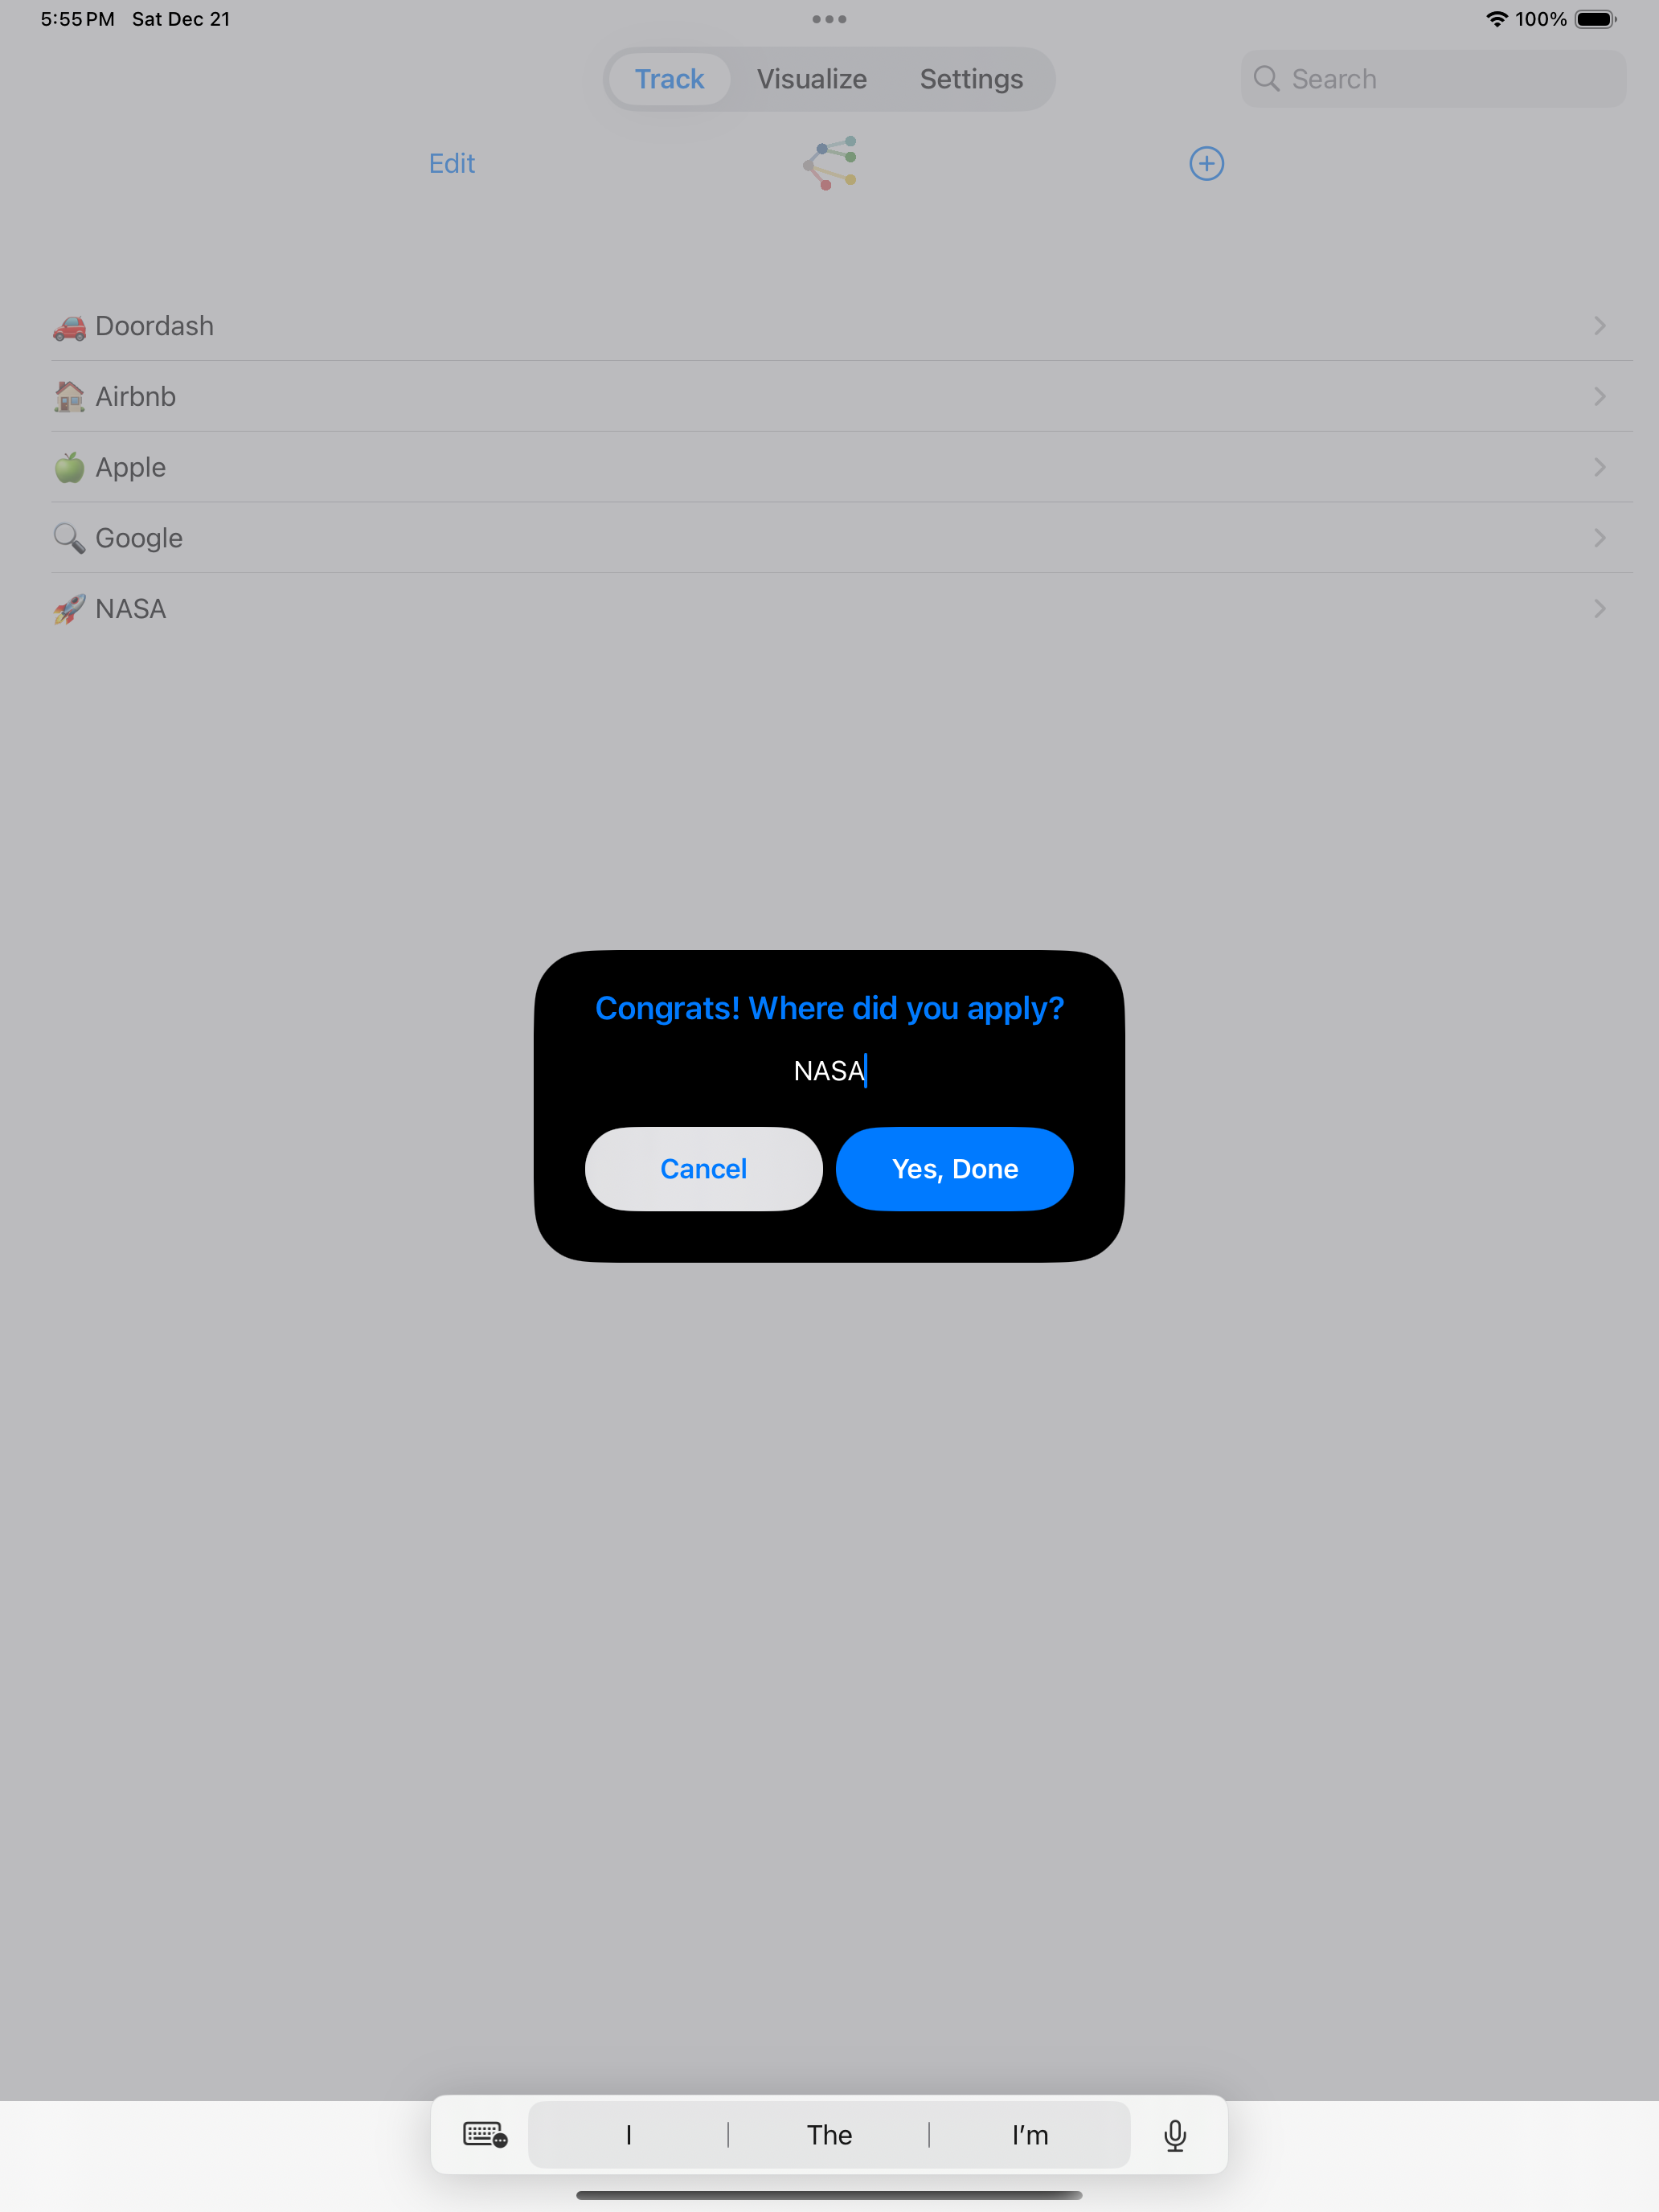 5:55 PM Sat Dec 21 100%
Track Visualize Settings Search
Edit
Doordash
Airbnb
Apple
Google
NASA
Congrats! Where did you apply?
NASA
Cancel Yes, Done
I The I’m